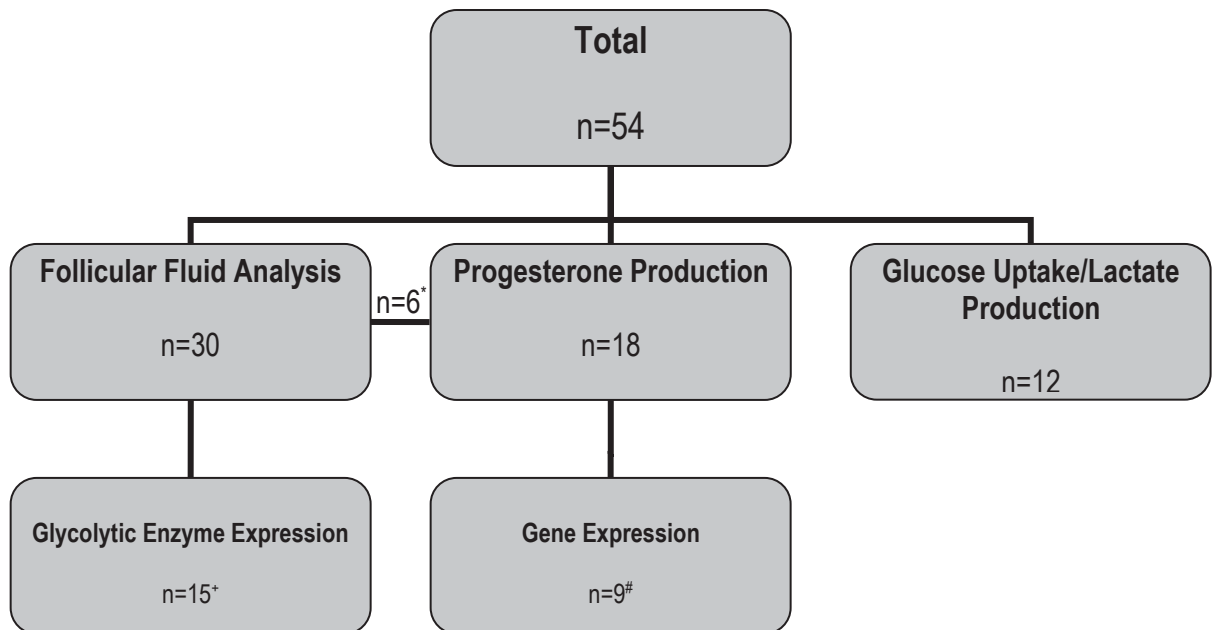 Total
n=54
Follicular Fluid Analysis
n=30
n=6*
Progesterone Production
n=18
Glucose Uptake/Lactate
Production
n=12
Glycolytic Enzyme Expression
n=15⁺
Gene Expression
n=9#